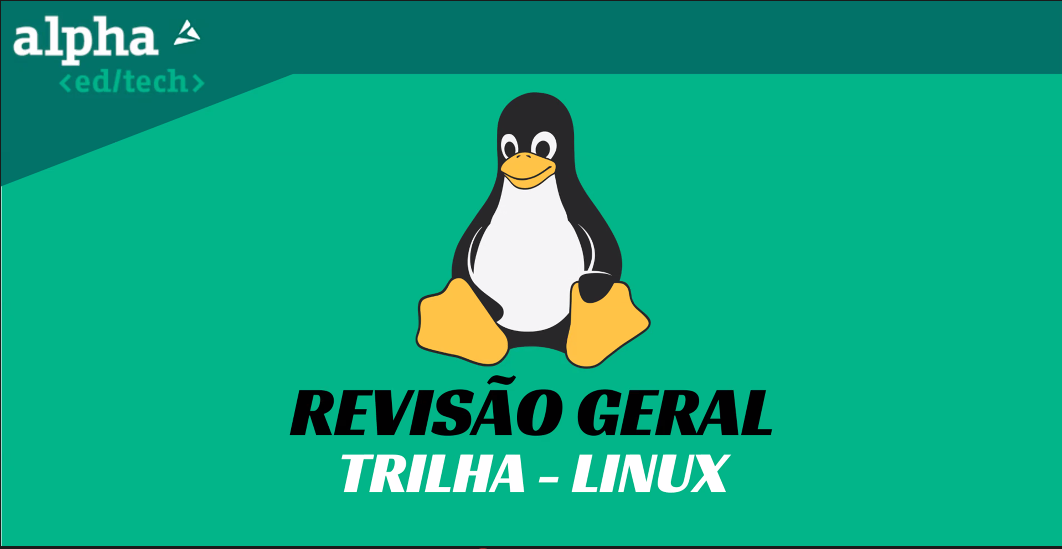 alpha
<ed/tech>
REVISÃO GERAL
TRILHA - LINUX